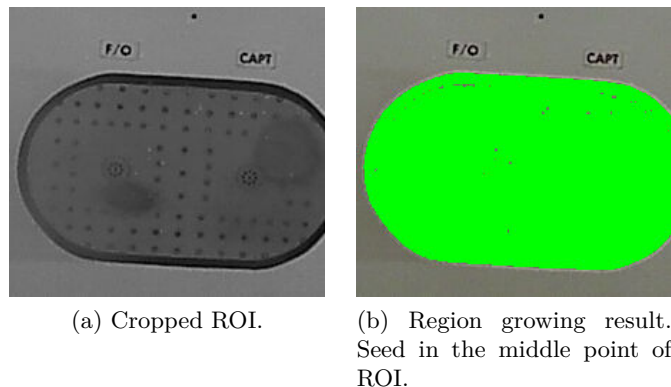 F/O
CAPT
F/O
CAPT
(a) Cropped ROI.
(b) Region growing result.
Seed in the middle point of
ROI.